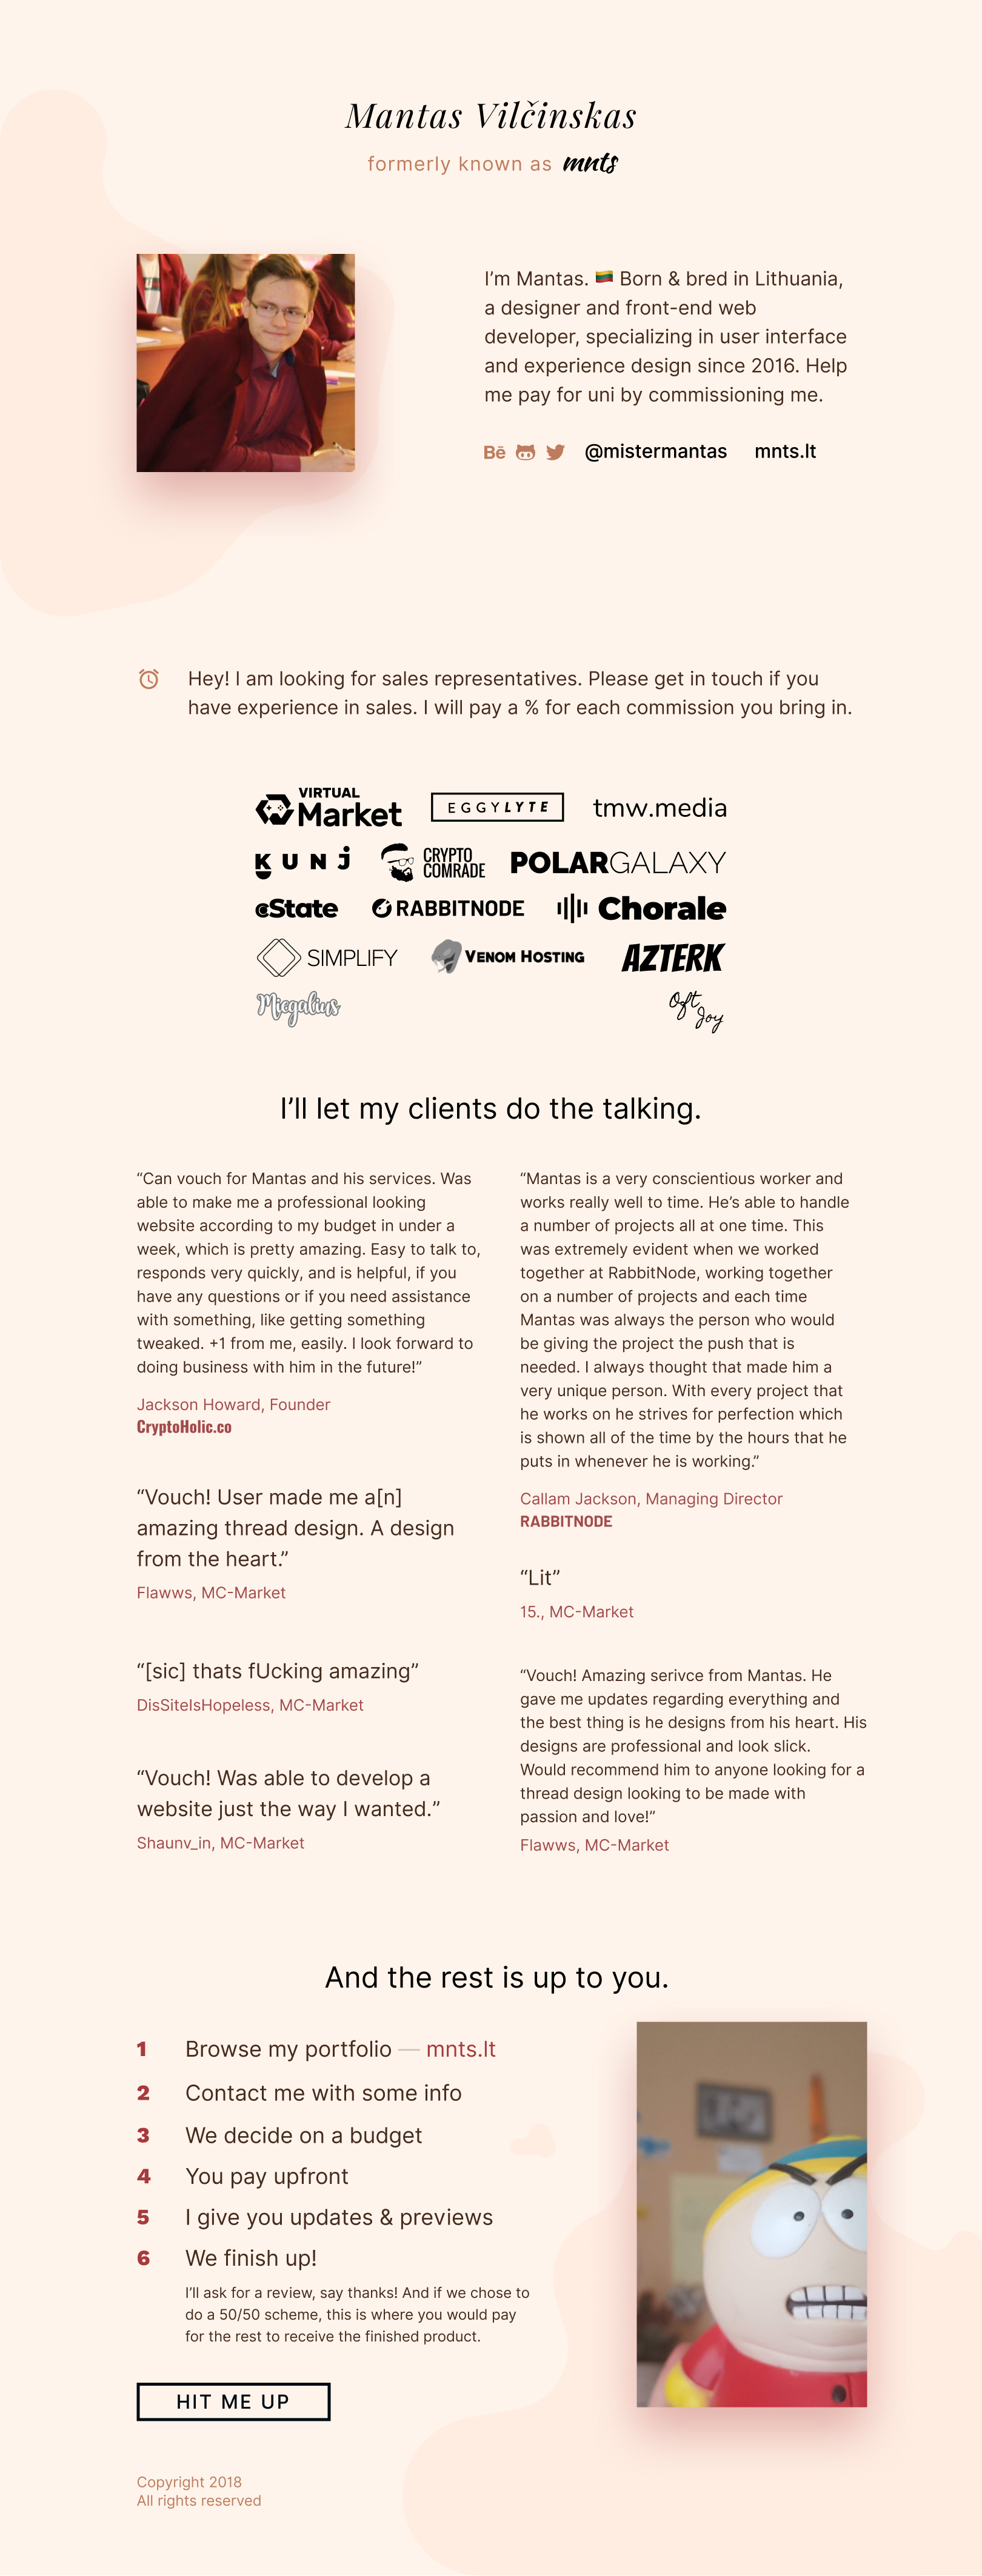 Mantas Vilčinskas
formerly known as mnts
I’m Mantas. 🇱🇹 Born & bred in Lithuania,
a designer and front-end web
developer, specializing in user interface
and experience design since 2016. Help
me pay for uni by commissioning me.
Bē @mistermantas mnts.lt
Hey! I am looking for sales representatives. Please get in touch if you
have experience in sales. I will pay a % for each commission you bring in.
VIRTUAL
Market
EGGYLYTE
tmw.media
KUNJ
CRYPTO
COMRADE
POLARGALAXY
cState
RABBITNODE
Chorale
SIMPLIFY
VENOM HOSTING
AZTERK
Miegalius
Oft
Joy
I’ll let my clients do the talking.
“Can vouch for Mantas and his services. Was
able to make me a professional looking
website according to my budget in under a
week, which is pretty amazing. Easy to talk to,
responds very quickly, and is helpful, if you
have any questions or if you need assistance
with something, like getting something
tweaked. +1 from me, easily. I look forward to
doing business with him in the future!”
Jackson Howard, Founder
CryptoHolic.co
“Vouch! User made me a[n]
amazing thread design. A design
from the heart.”
Flawws, MC-Market
“[sic] thats fUcking amazing”
DisSiteIsHopeless, MC-Market
“Vouch! Was able to develop a
website just the way I wanted.”
Shaunv_in, MC-Market
“Mantas is a very conscientious worker and
works really well to time. He’s able to handle
a number of projects all at one time. This
was extremely evident when we worked
together at RabbitNode, working together
on a number of projects and each time
Mantas was always the person who would
be giving the project the push that is
needed. I always thought that made him a
very unique person. With every project that
he works on he strives for perfection which
is shown all of the time by the hours that he
puts in whenever he is working.”
Callam Jackson, Managing Director
RABBITNODE
“Lit”
15., MC-Market
“Vouch! Amazing serivce from Mantas. He
gave me updates regarding everything and
the best thing is he designs from his heart. His
designs are professional and look slick.
Would recommend him to anyone looking for a
thread design looking to be made with
passion and love!”
Flawws, MC-Market
And the rest is up to you.
1 Browse my portfolio — mnts.lt
2 Contact me with some info
3 We decide on a budget
4 You pay upfront
5 I give you updates & previews
6 We finish up!
I’ll ask for a review, say thanks! And if we chose to
do a 50/50 scheme, this is where you would pay
for the rest to receive the finished product.
HIT ME UP
Copyright 2018
All rights reserved